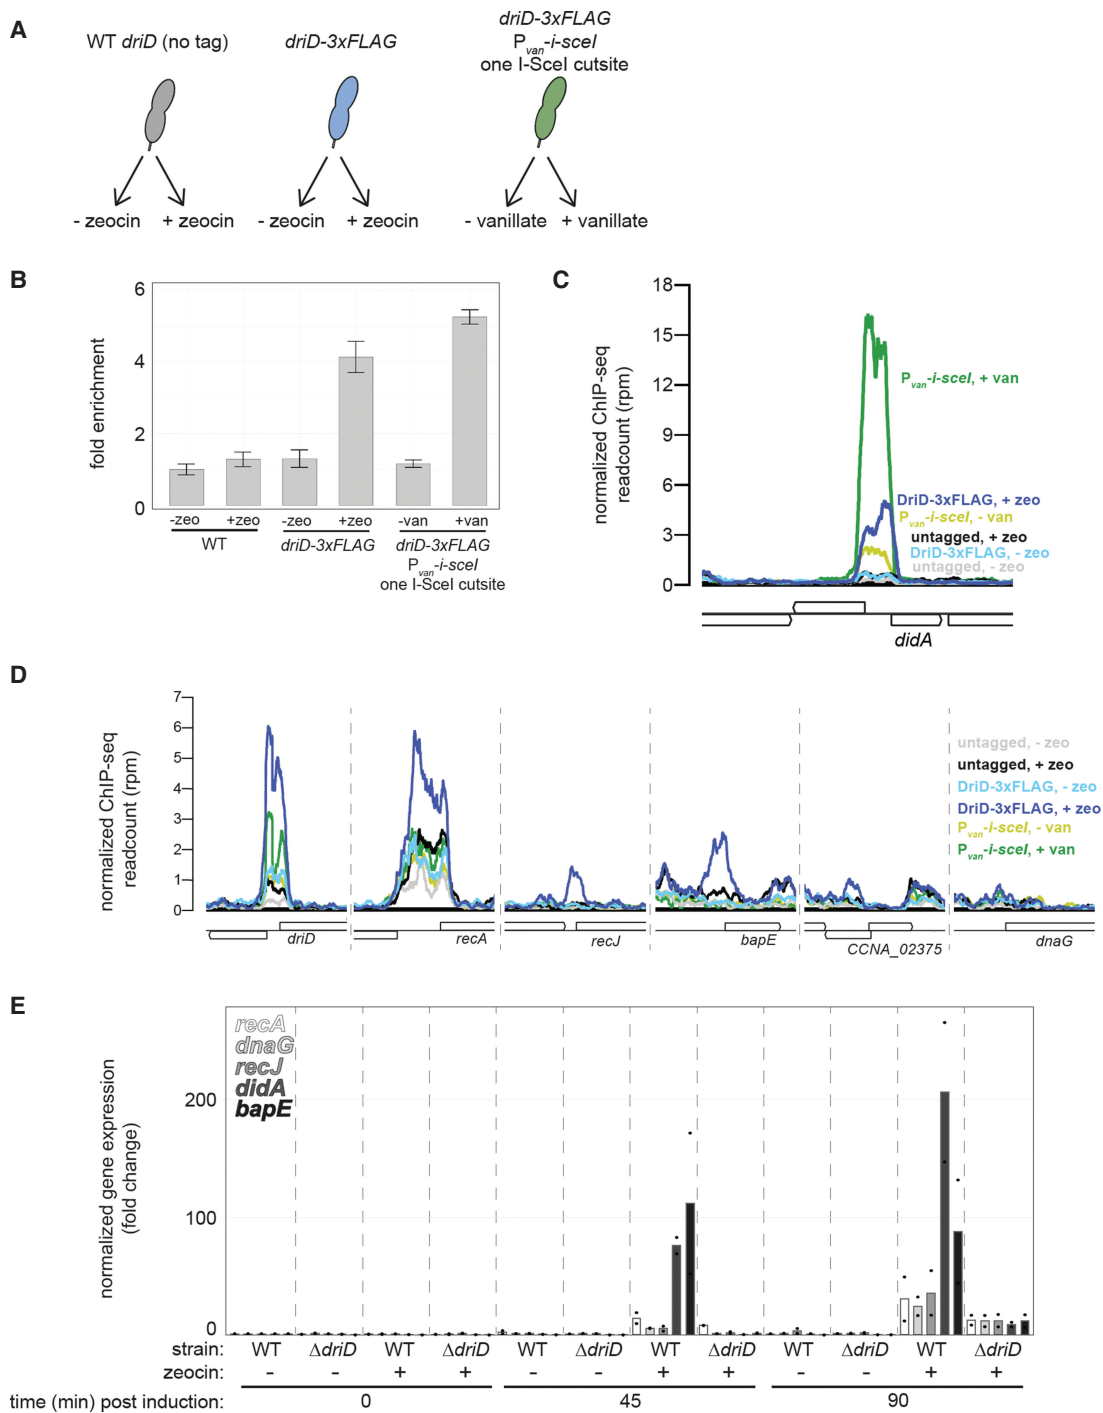 A
WT driD (no tag)
driD-3xFLAG
driD-3xFLAG
Pvan-i-sceI
one I-SceI cutsite
- zeocin + zeocin - zeocin + zeocin - vanillate + vanillate
B
fold enrichment
6
4
2
0
-zeo +zeo -zeo +zeo -van +van
WT driD-3xFLAG driD-3xFLAG
Pvan-i-sceI
one I-SceI cutsite
C
normalized ChIP-seq
readcount (rpm)
18
15
12
9
6
3
0
Pvan-i-sceI, + van
DriD-3xFLAG, + zeo
Pvan-i-sceI, - van
untagged, + zeo
DriD-3xFLAG, - zeo
untagged, - zeo
didA
D
normalized ChIP-seq
readcount (rpm)
7
6
5
4
3
2
1
0
untagged, - zeo
untagged, + zeo
DriD-3xFLAG, - zeo
DriD-3xFLAG, + zeo
Pvan-i-sceI, - van
Pvan-i-sceI, + van
driD recA recJ bapE CCNA_02375 dnaG
E
normalized gene expression
(fold change)
recA
dnaG
recJ
didA
bapE
200
100
0
strain: WT ΔdriD WT ΔdriD WT ΔdriD WT ΔdriD WT ΔdriD WT ΔdriD
zeocin: - - + + - - + + - - + +
time (min) post induction: 0 45 90